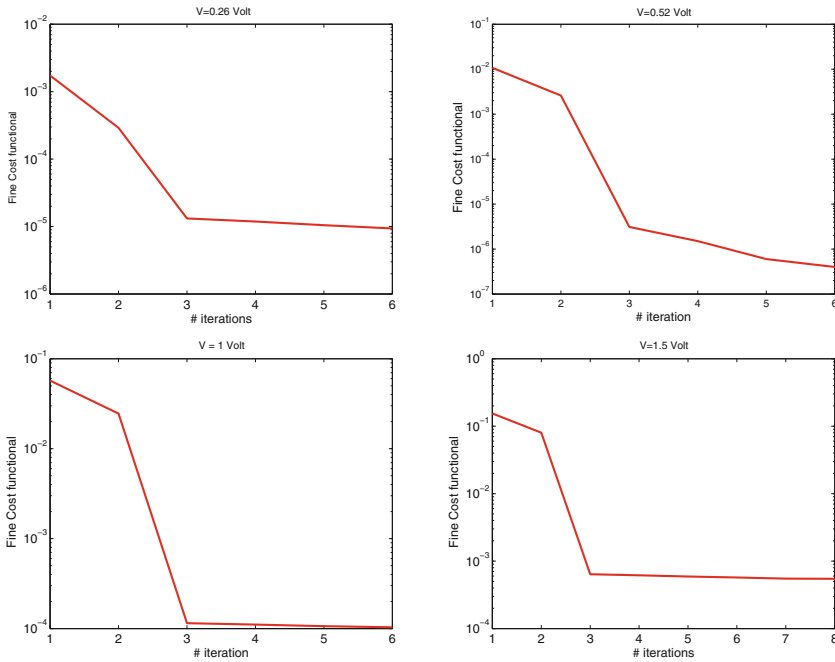 V=0.26 Volt
10^−2
10^−3
10^−4
10^−5
10^−6
Fine Cost functional
1 2 3 4 5 6
# iterations
V=0.52 Volt
10^−1
10^−2
10^−3
10^−4
10^−5
10^−6
10^−7
Fine Cost functional
1 2 3 4 5 6
# iteration
V = 1 Volt
10^−1
10^−2
10^−3
10^−4
Fine Cost functional
1 2 3 4 5 6
# iteration
V=1.5 Volt
10^0
10^−1
10^−2
10^−3
10^−4
Fine Cost functional
1 2 3 4 5 6 7 8
# iterations